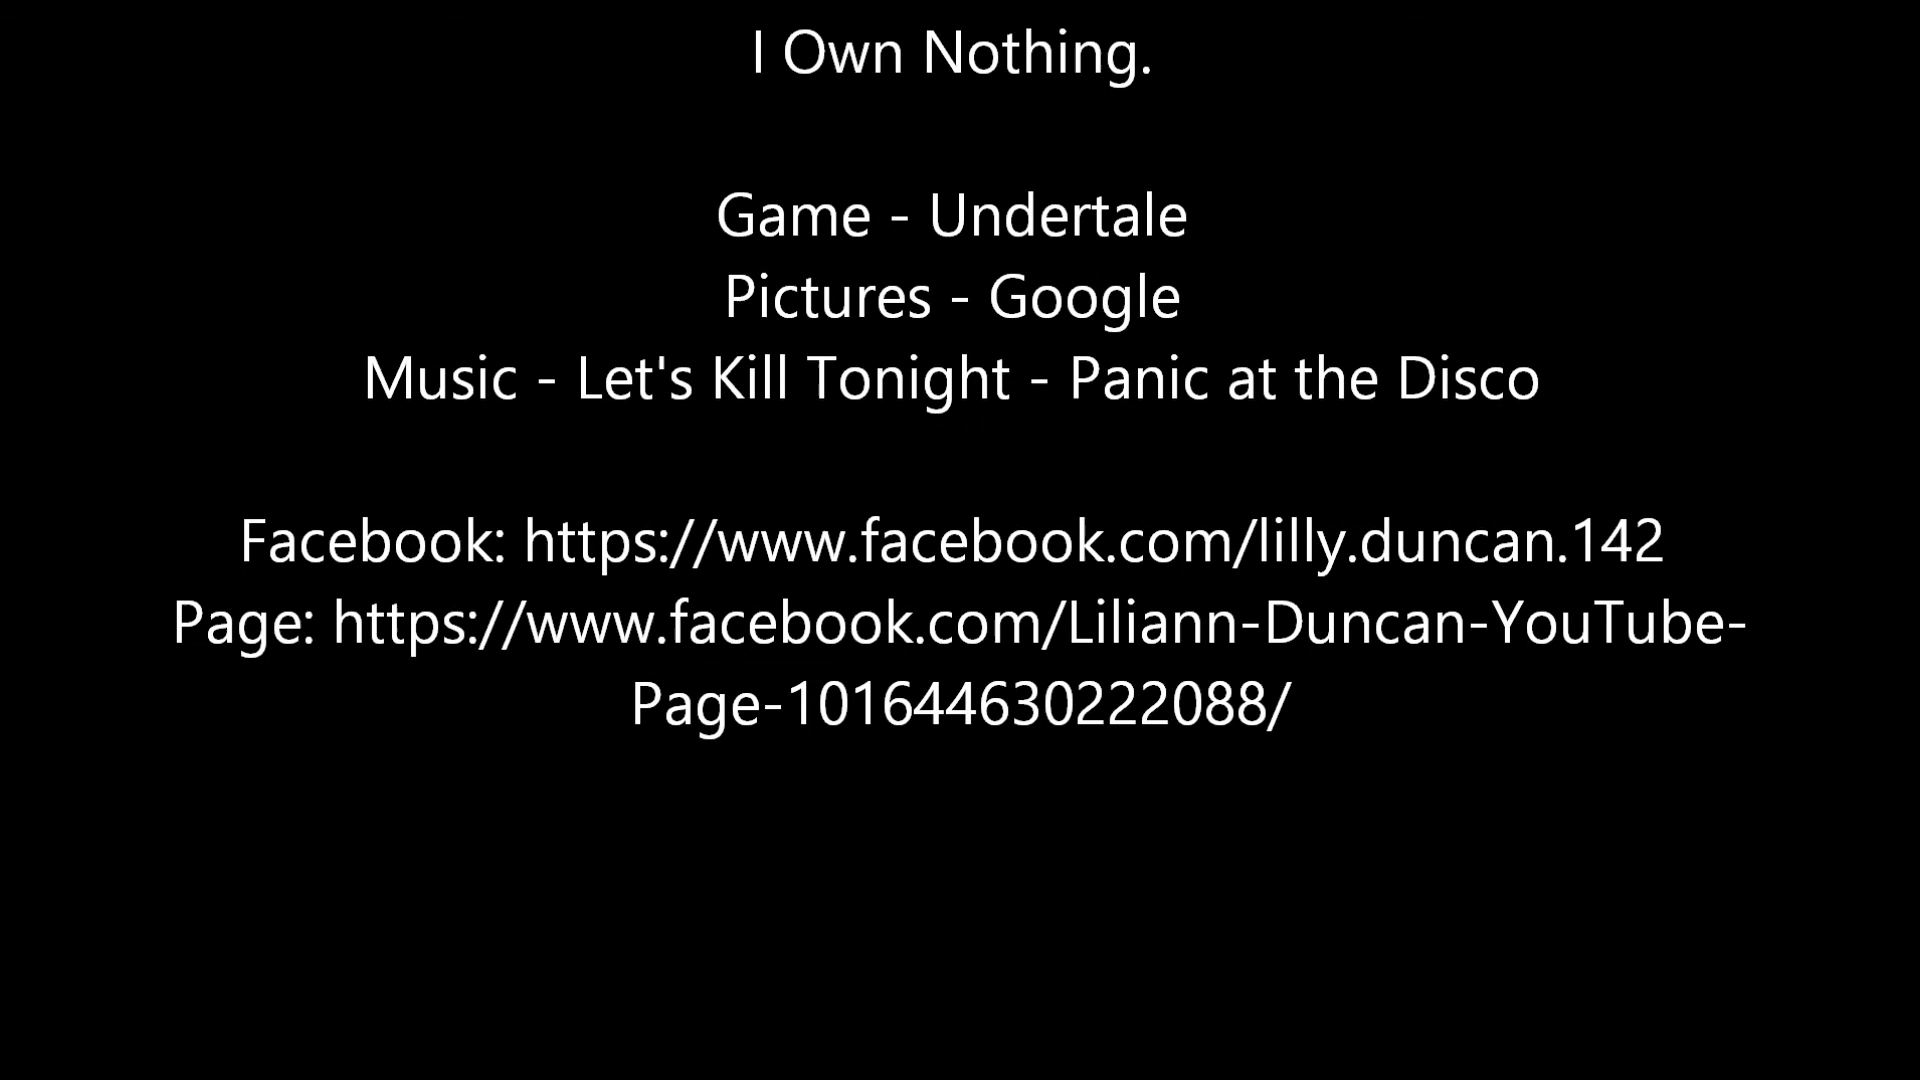 I Own Nothing.
Game - Undertale
Pictures - Google
Music - Let's Kill Tonight - Panic at the Disco
Facebook: https://www.facebook.com/lilly.duncan.142
Page: https://www.facebook.com/Liliann-Duncan-YouTube-
Page-101644630222088/